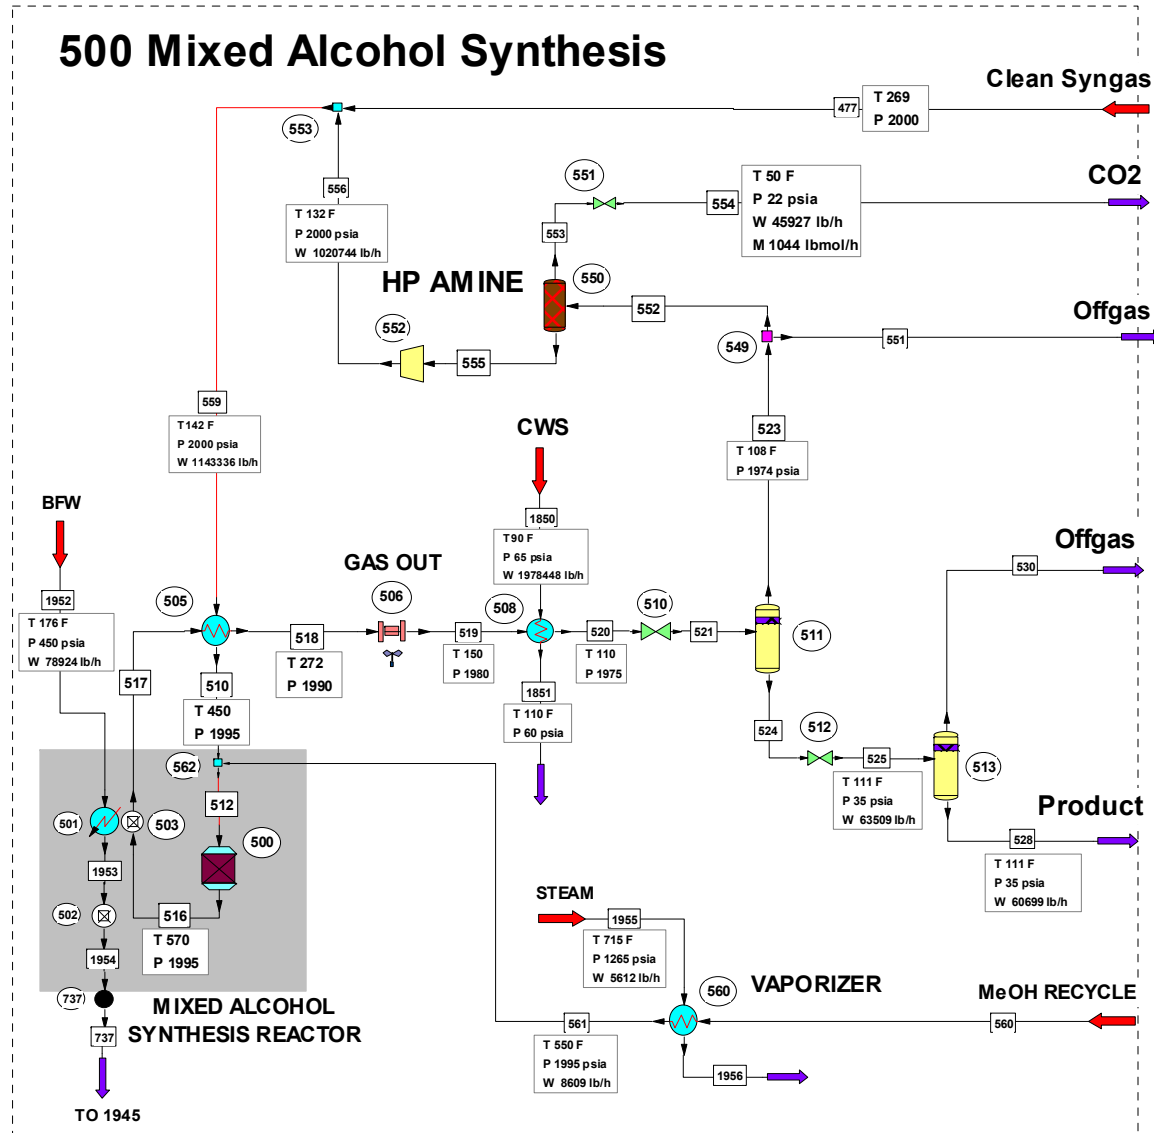 500 Mixed Alcohol Synthesis
Clean Syngas
477
T 269
P 2000
553
556
T 132 F
P 2000 psia
W 1020744 lb/h
551
553
554
T 50 F
P 22 psia
W 45927 lb/h
M 1044 lbmol/h
CO2
HP AMINE
550
552
552
555
549
551
Offgas
559
T142 F
P 2000 psia
W 1143336 lb/h
CWS
1850
T90 F
P 65 psia
W 1978448 lb/h
523
T 108 F
P 1974 psia
BFW
1952
T 176 F
P 450 psia
W 78924 lb/h
505
517
518
T 272
P 1990
GAS OUT
506
519
T 150
P 1980
508
520
T 110
P 1975
510
521
511
Offgas
530
510
T 450
P 1995
1851
T 110 F
P 60 psia
524
512
525
T 111 F
P 35 psia
W 63509 lb/h
513
Product
528
T 111 F
P 35 psia
W 60699 lb/h
562
512
501
503
500
1953
502
516
T 570
P 1995
1954
737
MIXED ALCOHOL
SYNTHESIS REACTOR
737
TO 1945
STEAM
1955
T 715 F
P 1265 psia
W 5612 lb/h
560
VAPORIZER
MeOH RECYCLE
560
561
T 550 F
P 1995 psia
W 8609 lb/h
1956